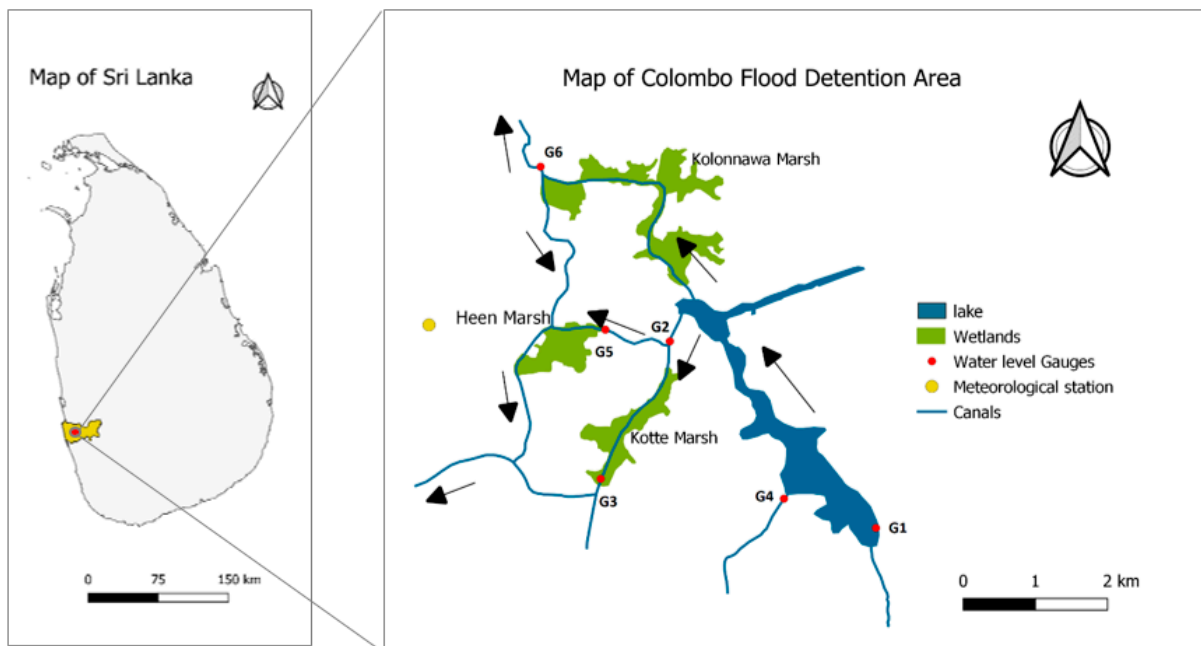 Map of Sri Lanka
0 75 150 km
Map of Colombo Flood Detention Area
G6
Kolonnawa Marsh
Heen Marsh
G2
G5
Kotte Marsh
G3
G4
G1
lake
Wetlands
Water level Gauges
Meteorological station
Canals
0 1 2 km